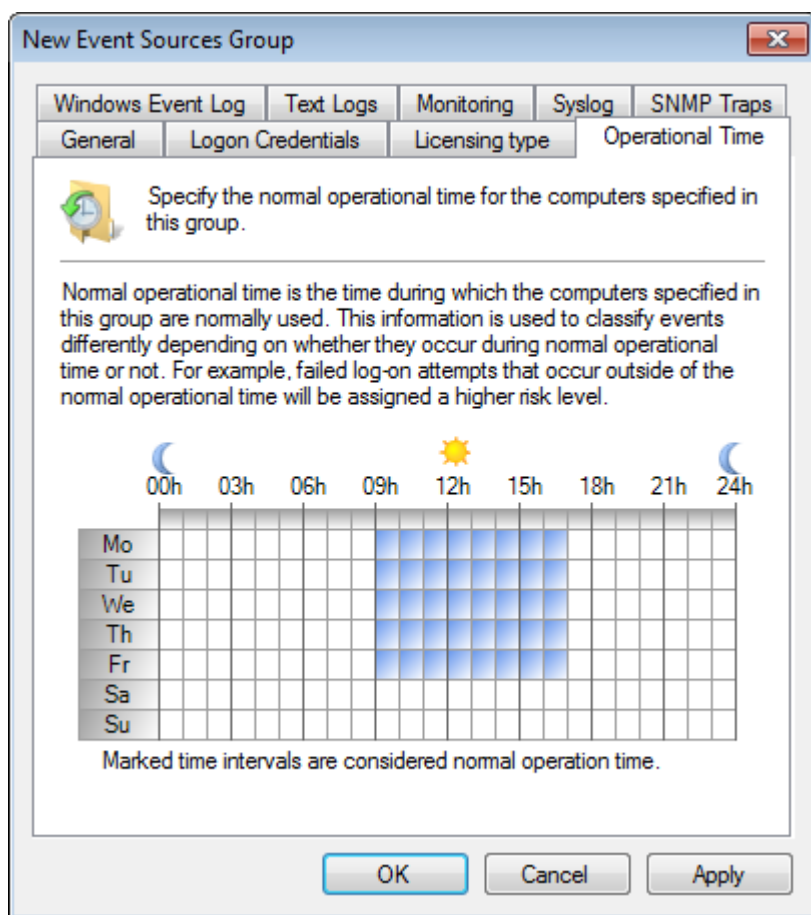 New Event Sources Group
Windows Event Log Text Logs Monitoring Syslog SNMP Traps
General Logon Credentials Licensing type Operational Time
Specify the normal operational time for the computers specified in
this group.
Normal operational time is the time during which the computers specified in
this group are normally used. This information is used to classify events
differently depending on whether they occur during normal operational
time or not. For example, failed log-on attempts that occur outside of the
normal operational time will be assigned a higher risk level.
00h 03h 06h 09h 12h 15h 18h 21h 24h
Mo
Tu
We
Th
Fr
Sa
Su
Marked time intervals are considered normal operation time.
OK Cancel Apply